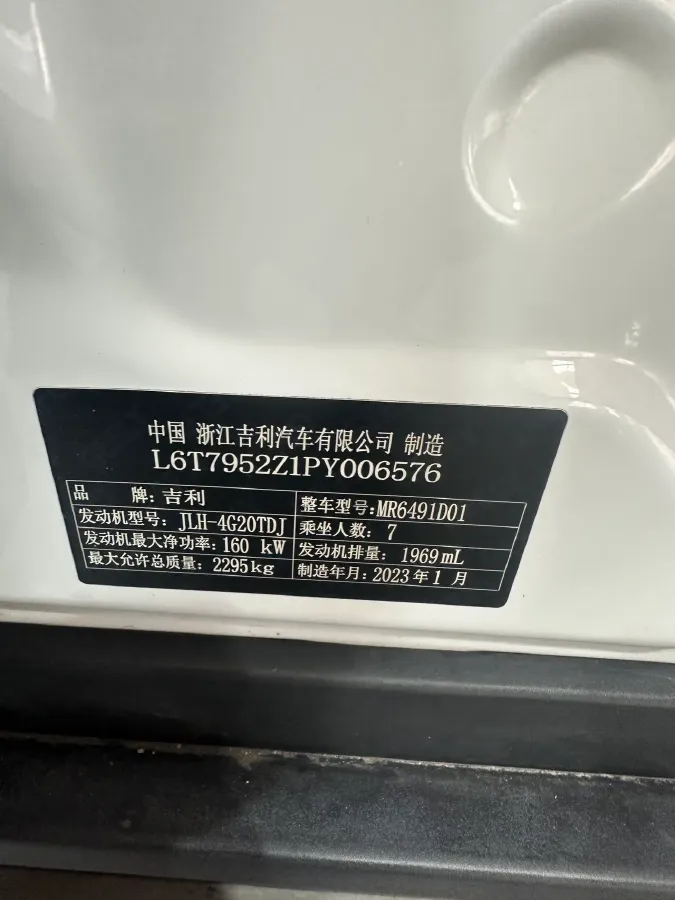 中国 浙江吉利汽车有限公司 制造
L6T7952Z1PY006576
品 牌: 吉利
整车型号:MR6491D01
发动机型号: JLH-4G20TDJ
乘坐人数: 7
发动机最大净功率: 160 kW
发动机排量: 1969mL
最大允许总质量: 2295kg
制造年月: 2023年1月